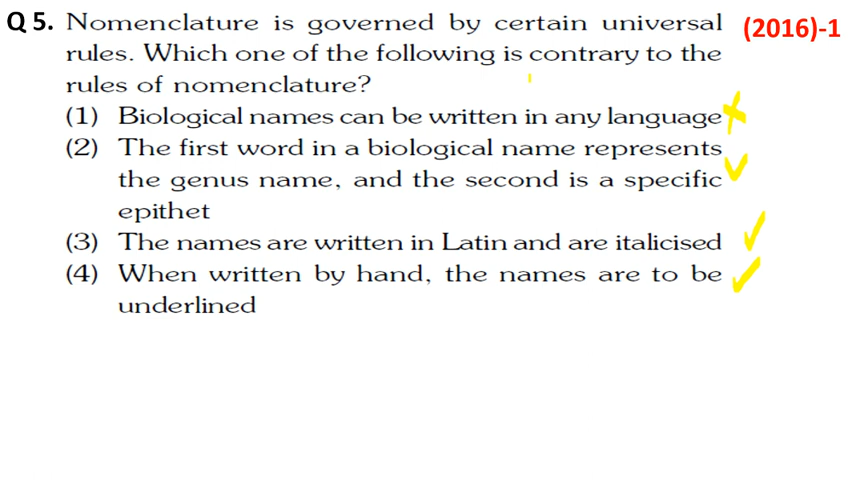 Q 5. Nomenclature is governed by certain universal (2016)-1
rules. Which one of the following is contrary to the
rules of nomenclature?
(1) Biological names can be written in any language
(2) The first word in a biological name represents
the genus name, and the second is a specific
epithet
(3) The names are written in Latin and are italicised
(4) When written by hand, the names are to be
underlined